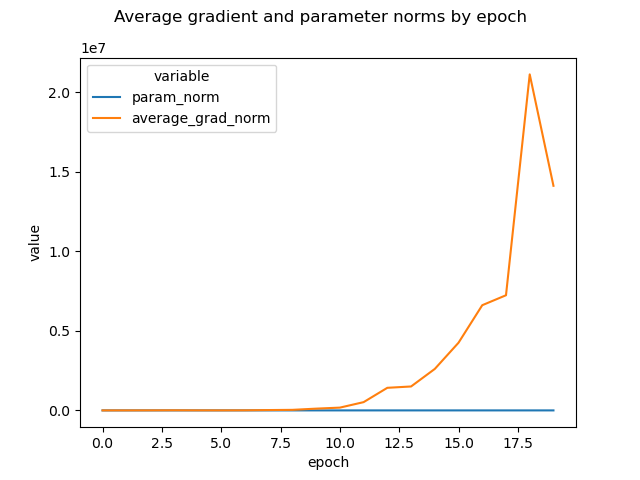 Average gradient and parameter norms by epoch
1e7
variable
param_norm
average_grad_norm
2.0
1.5
1.0
0.5
0.0
value
0.0 2.5 5.0 7.5 10.0 12.5 15.0 17.5
epoch